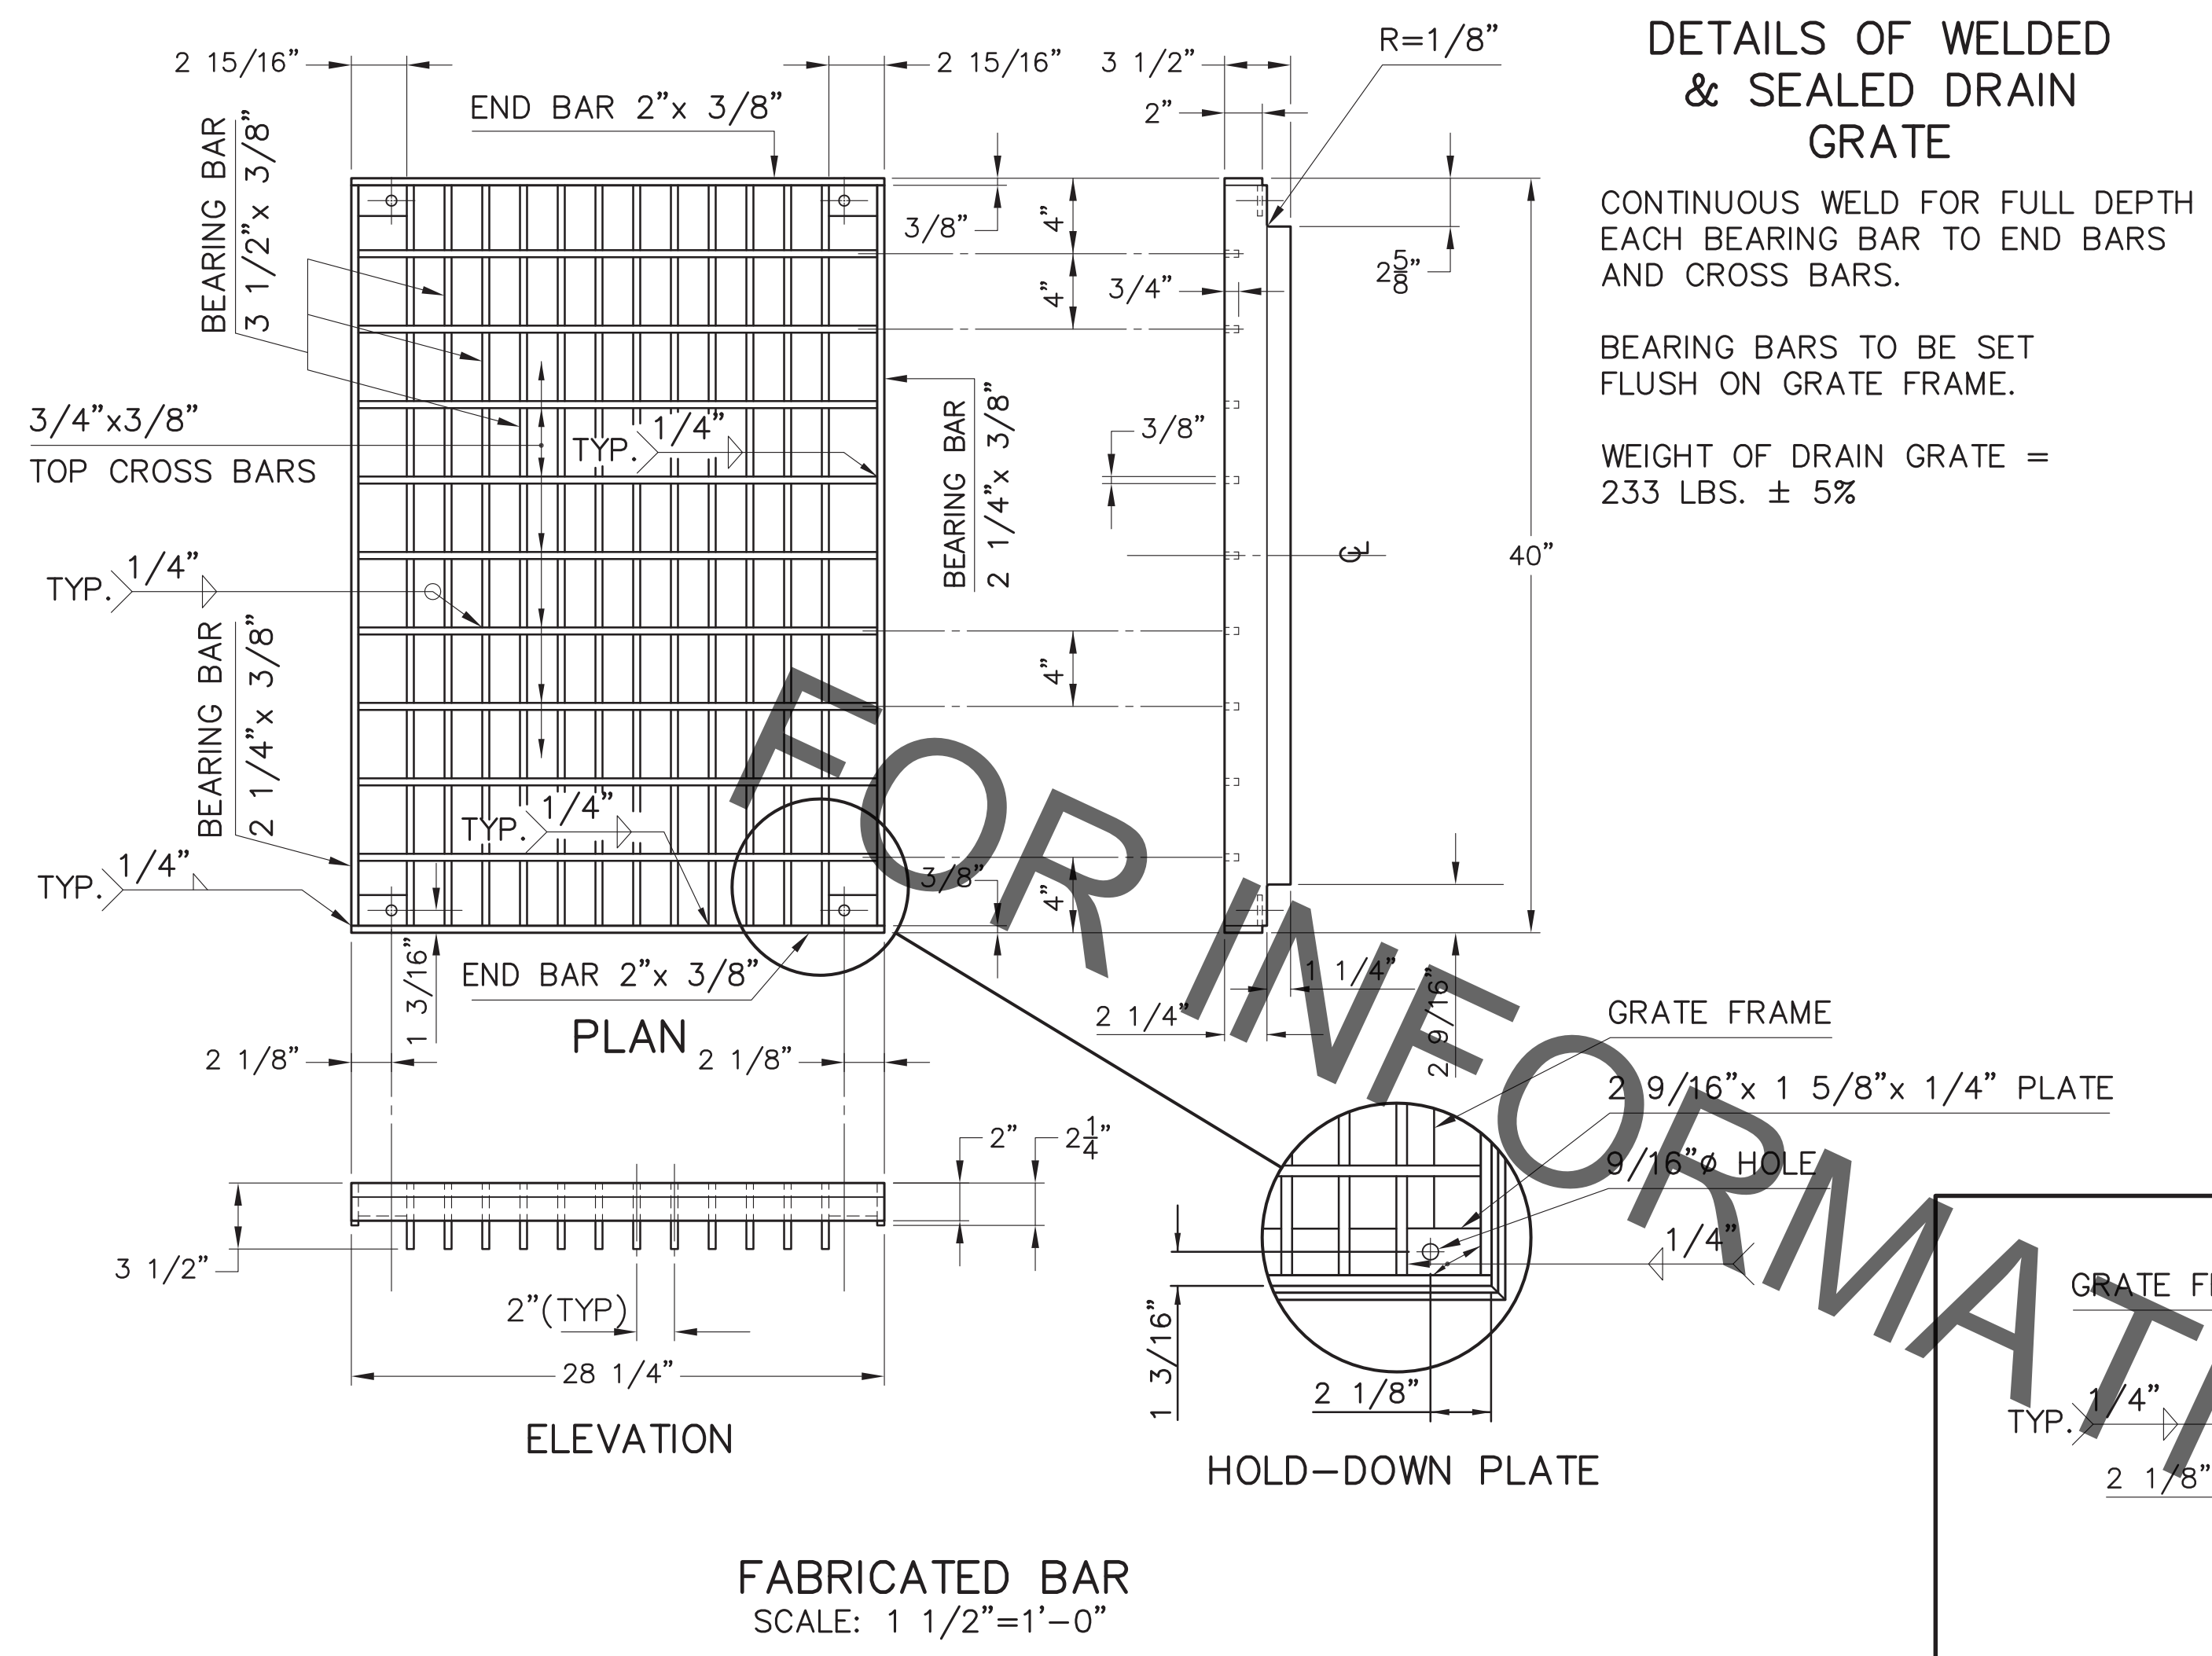 DETAILS OF WELDED
& SEALED DRAIN
GRATE
CONTINUOUS WELD FOR FULL DEPTH
EACH BEARING BAR TO END BARS
AND CROSS BARS.
BEARING BARS TO BE SET
FLUSH ON GRATE FRAME.
WEIGHT OF DRAIN GRATE =
233 LBS. ± 5%
2 15/16”
2 15/16”
3 1/2”
R=1/8”
2”
END BAR 2”x 3/8”
BEARING BAR
3 1/2”x 3/8”
3/8”
4”
4”
3/4”
2 5/8”
3/4”x3/8”
TOP CROSS BARS
TYP.
1/4”
BEARING BAR
2 1/4”x 3/8”
3/8”
℄
40”
TYP.
1/4”
BEARING BAR
2 1/4”x 3/8”
4”
TYP.
1/4”
TYP.
1/4”
3/8”
4”
1 3/16”
END BAR 2”x 3/8”
PLAN
2 1/8”
2 1/8”
1 1/4”
2 1/4”
2 9/16”
2”
2 1/4”
3 1/2”
2”(TYP)
28 1/4”
ELEVATION
GRATE FRAME
2 9/16”x 1 5/8”x 1/4” PLATE
9/16”ø HOLE
1/4”
1 3/16”
2 1/8”
HOLD–DOWN PLATE
FABRICATED BAR
SCALE: 1 1/2”=1’–0”
GRATE F
TYP.
1/4”
2 1/8”
FOR INFORMATI